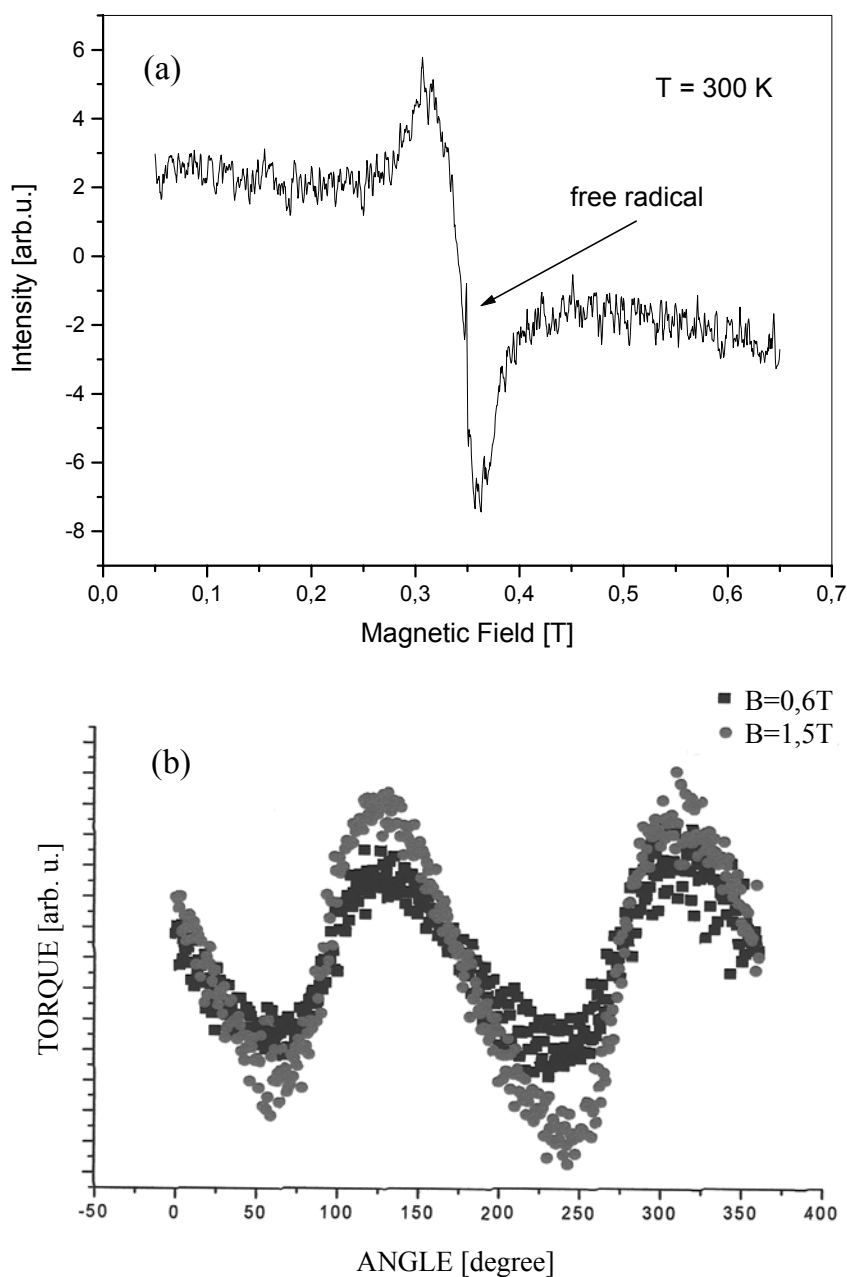 (a)
T = 300 K
free radical
Intensity [arb.u.]
6
4
2
0
-2
-4
-6
-8
0,0 0,1 0,2 0,3 0,4 0,5 0,6 0,7
Magnetic Field [T]
B=0,6T
B=1,5T
(b)
TORQUE [arb. u.]
-50 0 50 100 150 200 250 300 350 400
ANGLE [degree]